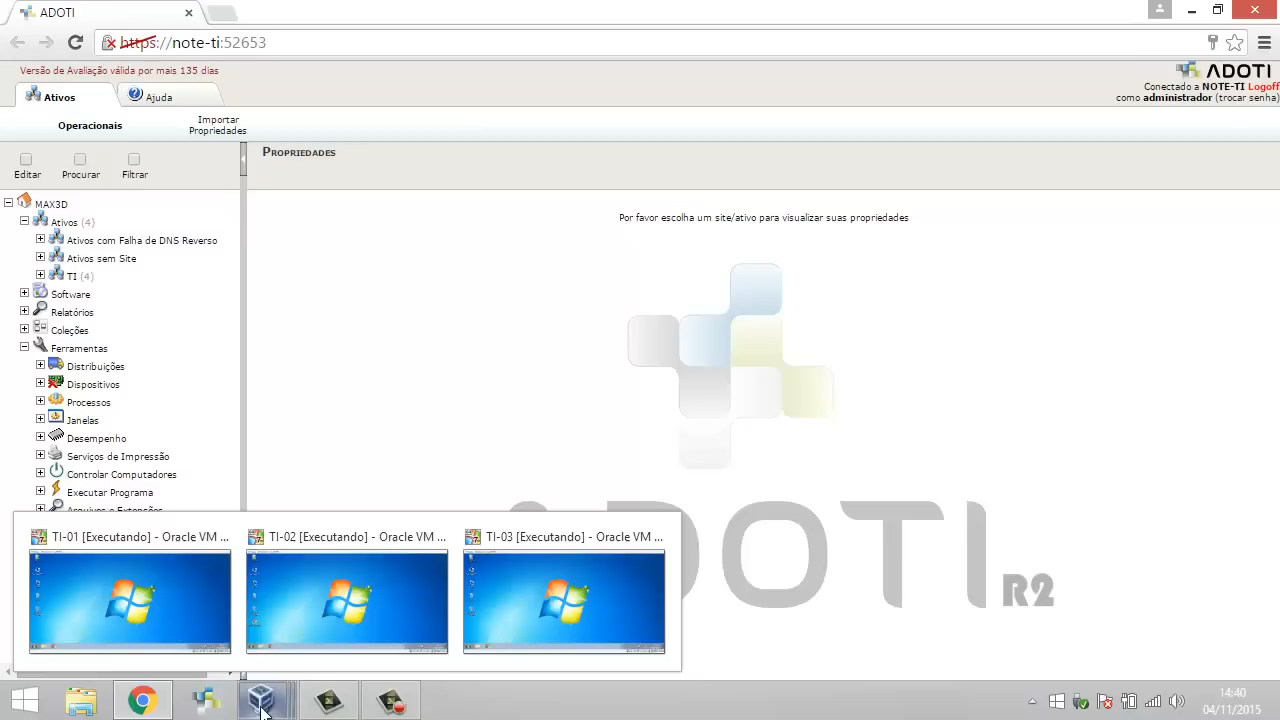 ADOTI
https://note-ti:52653
Versão de Avaliação válida por mais 135 dias
ADOTI
Conectado a NOTE-TI Logoff
como administrador (trocar senha)
Ativos
Ajuda
Operacionais
Importar
Propriedades
Editar
Procurar
Filtrar
PROPRIEDADES
MAX3D
Ativos (4)
Ativos com Falha de DNS Reverso
Ativos sem Site
TI (4)
Software
Relatórios
Coleções
Ferramentas
Distribuições
Dispositivos
Processos
Janelas
Desempenho
Serviços de Impressão
Controlar Computadores
Executar Programa
Arquivos e Extensões
Por favor escolha um site/ativo para visualizar suas propriedades
ADOTI R2
TI-01 [Executando] - Oracle VM ...
TI-02 [Executando] - Oracle VM ...
TI-03 [Executando] - Oracle VM ...
14:40
04/11/2015